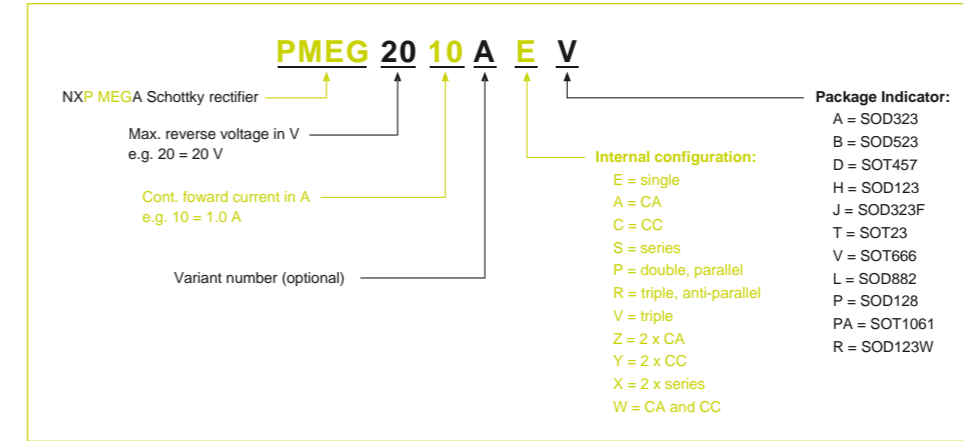 PMEG 20 10 A E V
NXP MEGA Schottky rectifier
Max. reverse voltage in V
e.g. 20 = 20 V
Cont. foward current in A
e.g. 10 = 1.0 A
Variant number (optional)
Internal configuration:
E = single
A = CA
C = CC
S = series
P = double, parallel
R = triple, anti-parallel
V = triple
Z = 2 x CA
Y = 2 x CC
X = 2 x series
W = CA and CC
Package Indicator:
A = SOD323
B = SOD523
D = SOT457
H = SOD123
J = SOD323F
T = SOT23
V = SOT666
L = SOD882
P = SOD128
PA = SOT1061
R = SOD123W